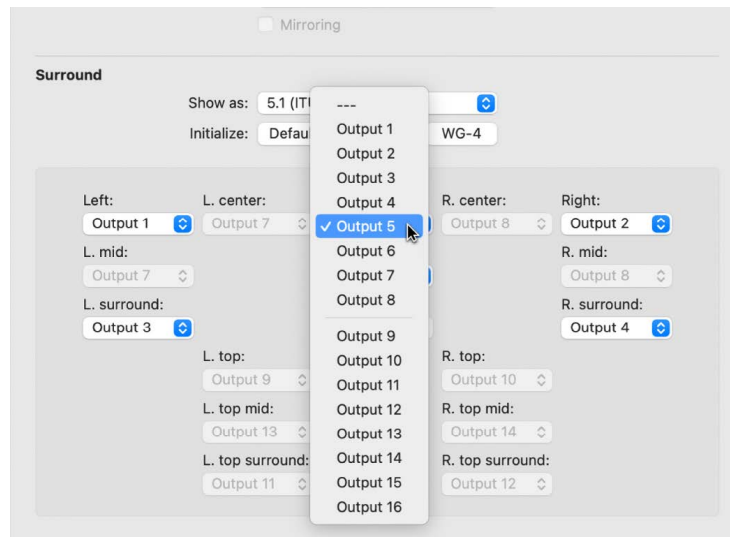 Mirroring
Surround
Show as: 5.1 (ITU
Initialize: Defau WG-4
---
Output 1
Output 2
Output 3
Output 4
✓ Output 5
Output 6
Output 7
Output 8
Output 9
Output 10
Output 11
Output 12
Output 13
Output 14
Output 15
Output 16
Left: L. center: R. center: Right:
Output 1 Output 7 Output 8 Output 2
L. mid: R. mid:
Output 7 Output 8
L. surround: R. surround:
Output 3 Output 4
L. top: R. top:
Output 9 Output 10
L. top mid: R. top mid:
Output 13 Output 14
L. top surround: R. top surround:
Output 11 Output 12